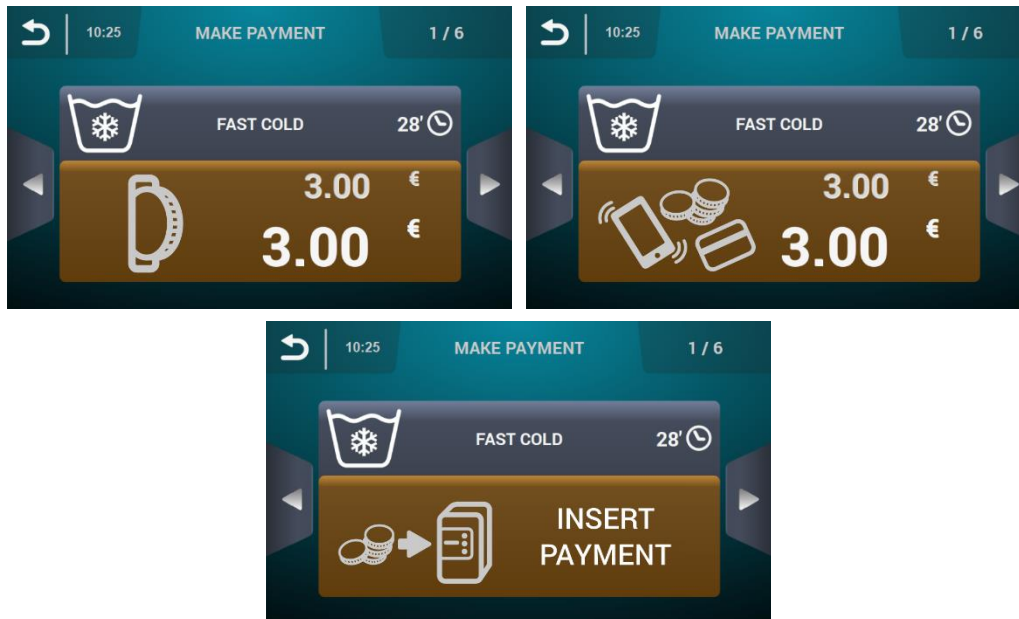 10:25 MAKE PAYMENT 1 / 6
FAST COLD 28'
3.00 €
3.00 €
10:25 MAKE PAYMENT 1 / 6
FAST COLD 28'
3.00 €
3.00 €
10:25 MAKE PAYMENT 1 / 6
FAST COLD 28'
INSERT
PAYMENT